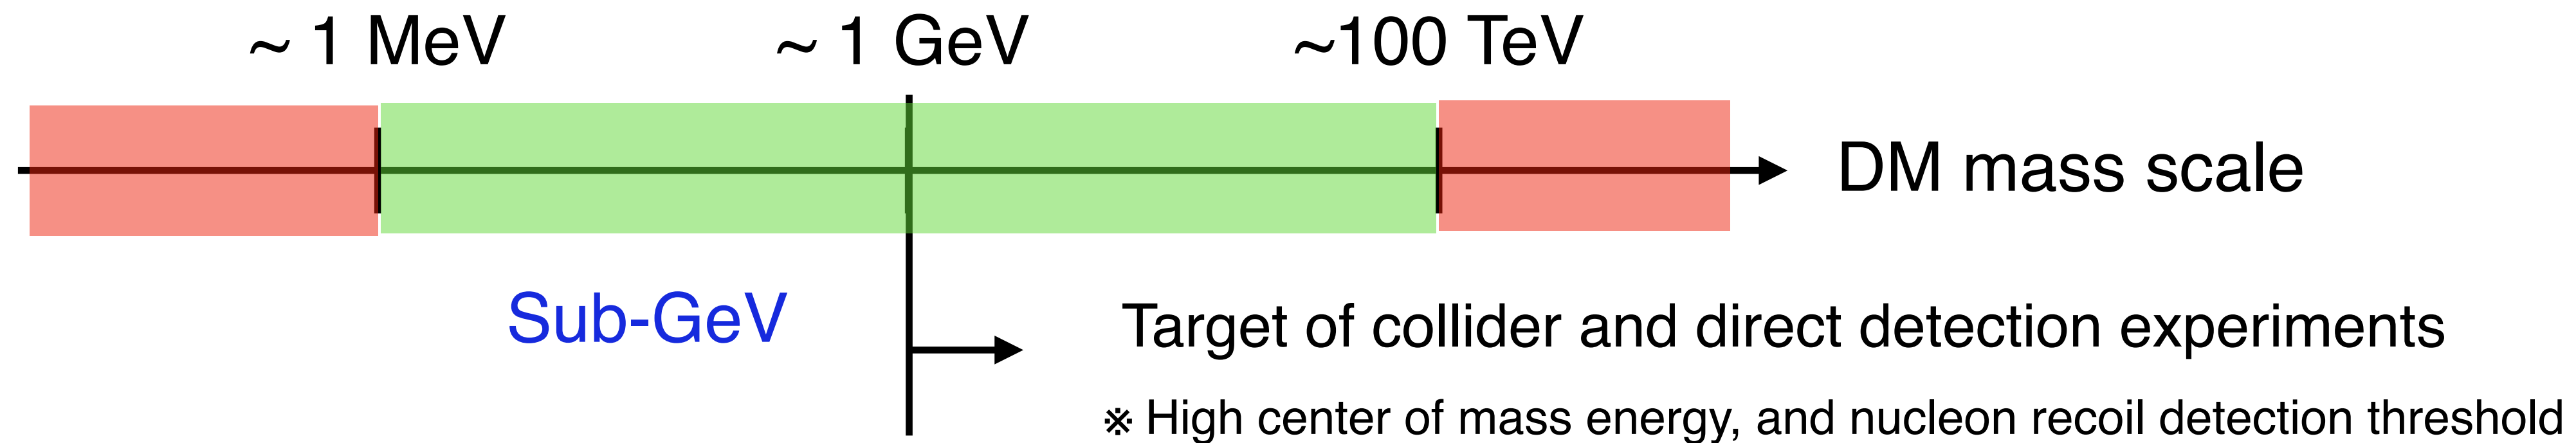 ~ 1 MeV ~ 1 GeV ~100 TeV
DM mass scale
Sub-GeV
Target of collider and direct detection experiments
※ High center of mass energy, and nucleon recoil detection threshold